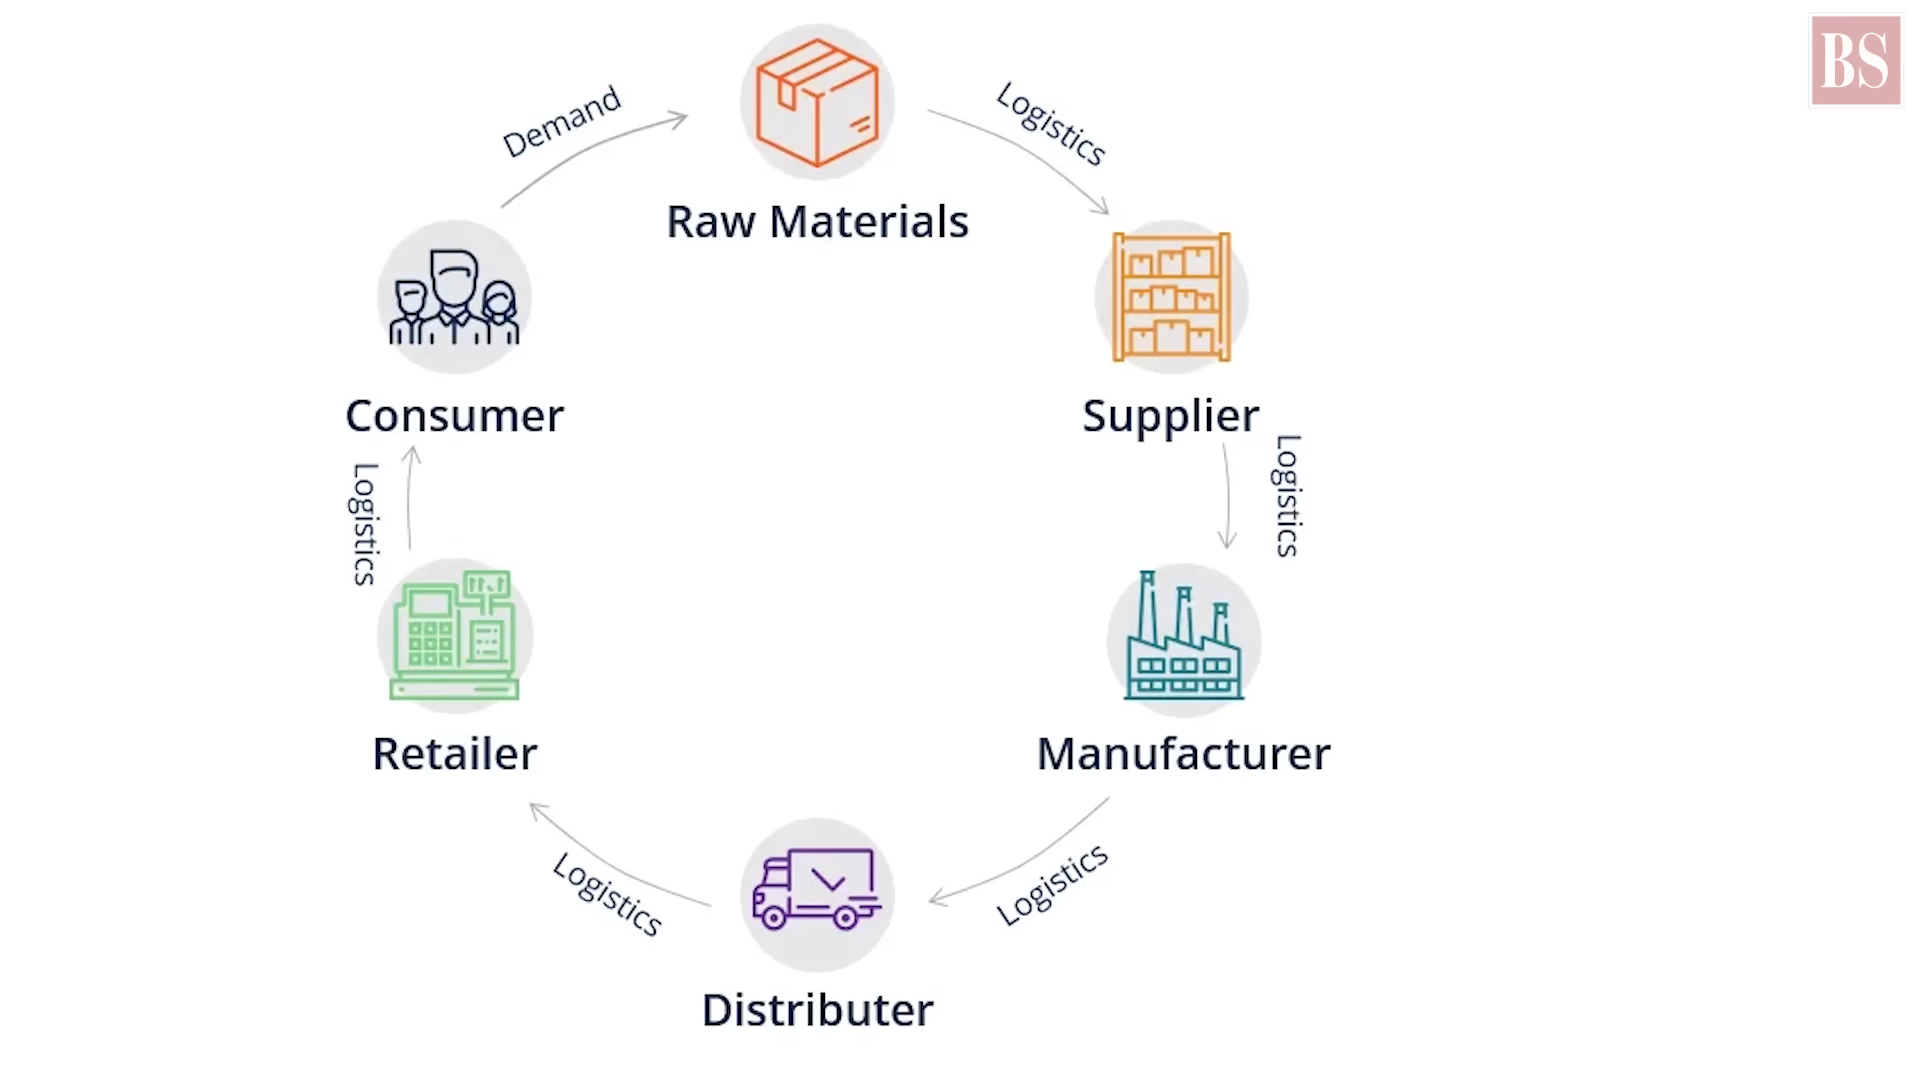 BS
Demand
Logistics
Raw Materials
Consumer
Supplier
Logistics
Logistics
Retailer
Manufacturer
Logistics
Logistics
Distributer